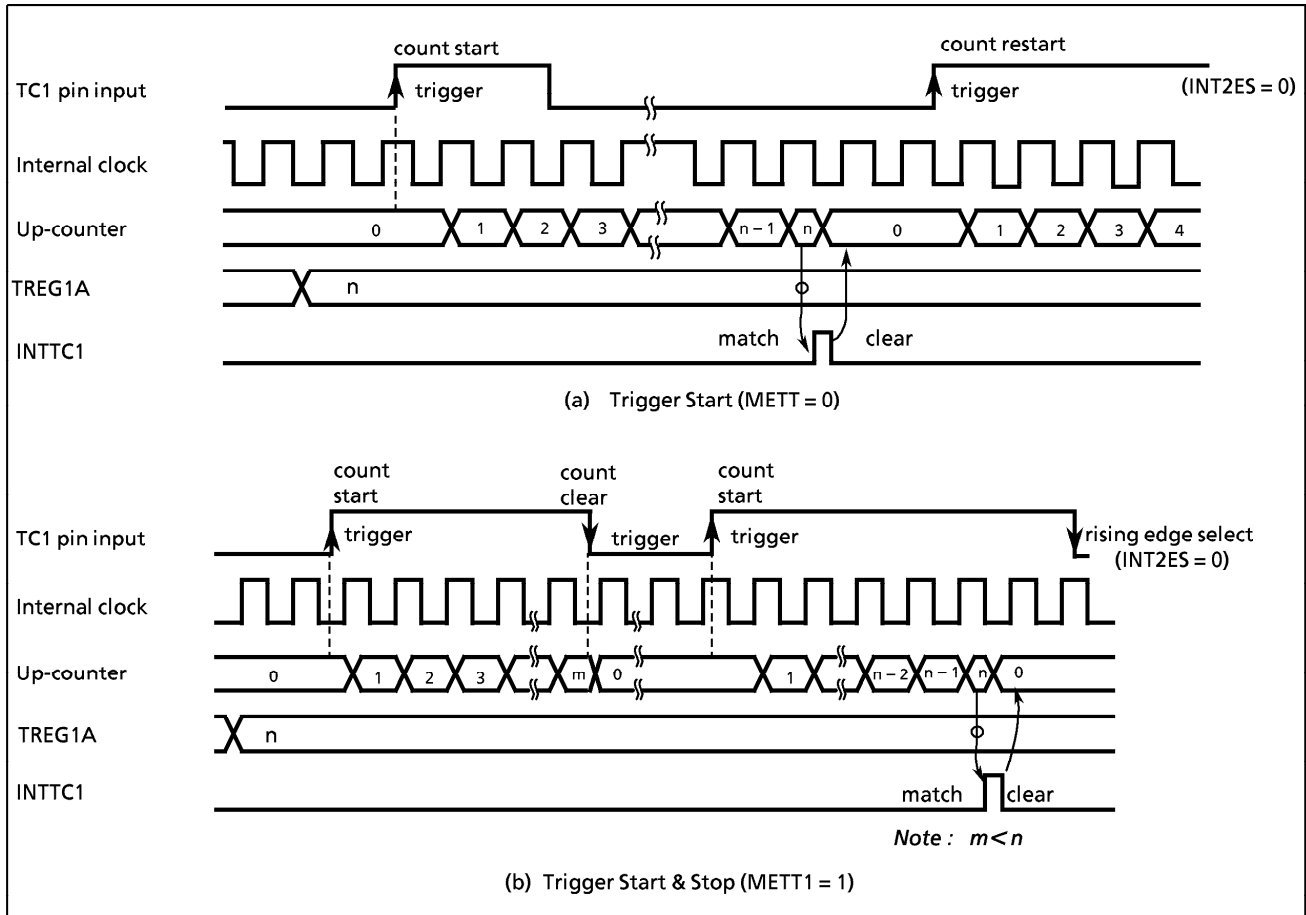 count start
count restart
TC1 pin input
trigger
trigger
(INT2ES = 0)
Internal clock
Up-counter
0
1
2
3
n – 1
n
0
1
2
3
4
TREG1A
n
INTTC1
match
clear
(a) Trigger Start (METT = 0)
count start
count clear
count start
TC1 pin input
trigger
trigger
trigger
rising edge select
(INT2ES = 0)
Internal clock
Up-counter
0
1
2
3
m
0
1
n – 2
n – 1
n
0
TREG1A
n
INTTC1
match
clear
Note : m < n
(b) Trigger Start & Stop (METT1 = 1)